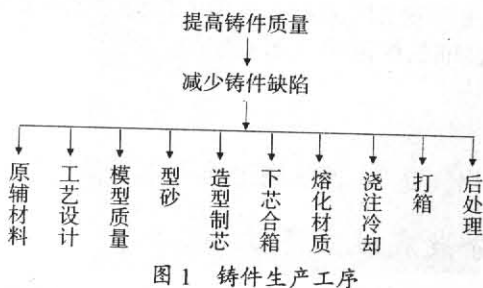 提高铸件质量
减少铸件缺陷
原辅材料
工艺设计
模型质量
型砂
造型制芯
下芯合箱
熔化材质
浇注冷却
打箱
后处理
图1 铸件生产工序